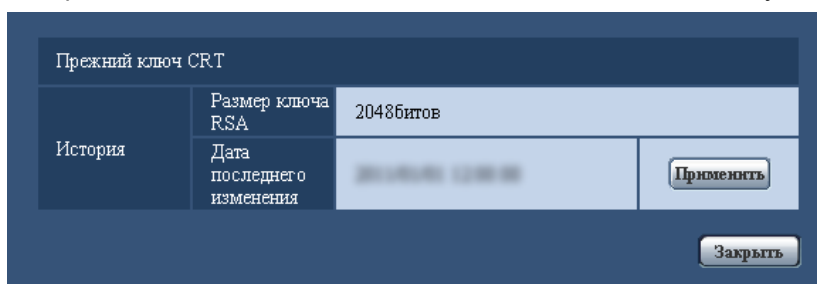 Прежний ключ CRT
История
Размер ключа
RSA
2048битов
Дата
последнего
изменения
Применить
Закрыть